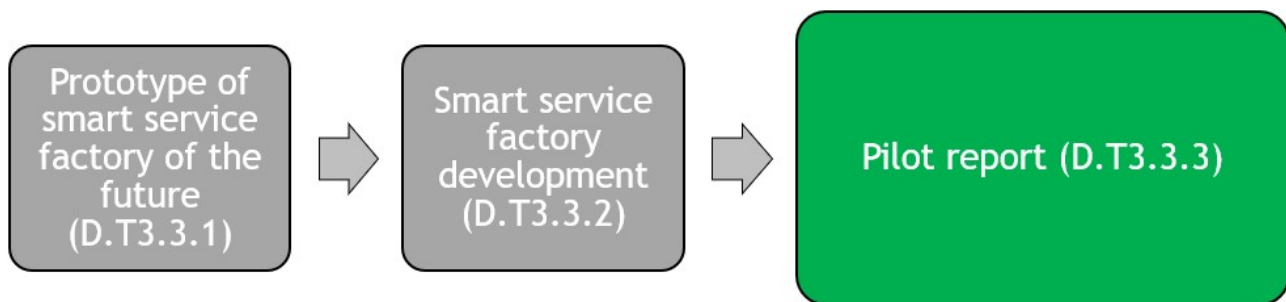 Prototype of
smart service
factory of the
future
(D.T3.3.1)
Smart service
factory
development
(D.T3.3.2)
Pilot report (D.T3.3.3)